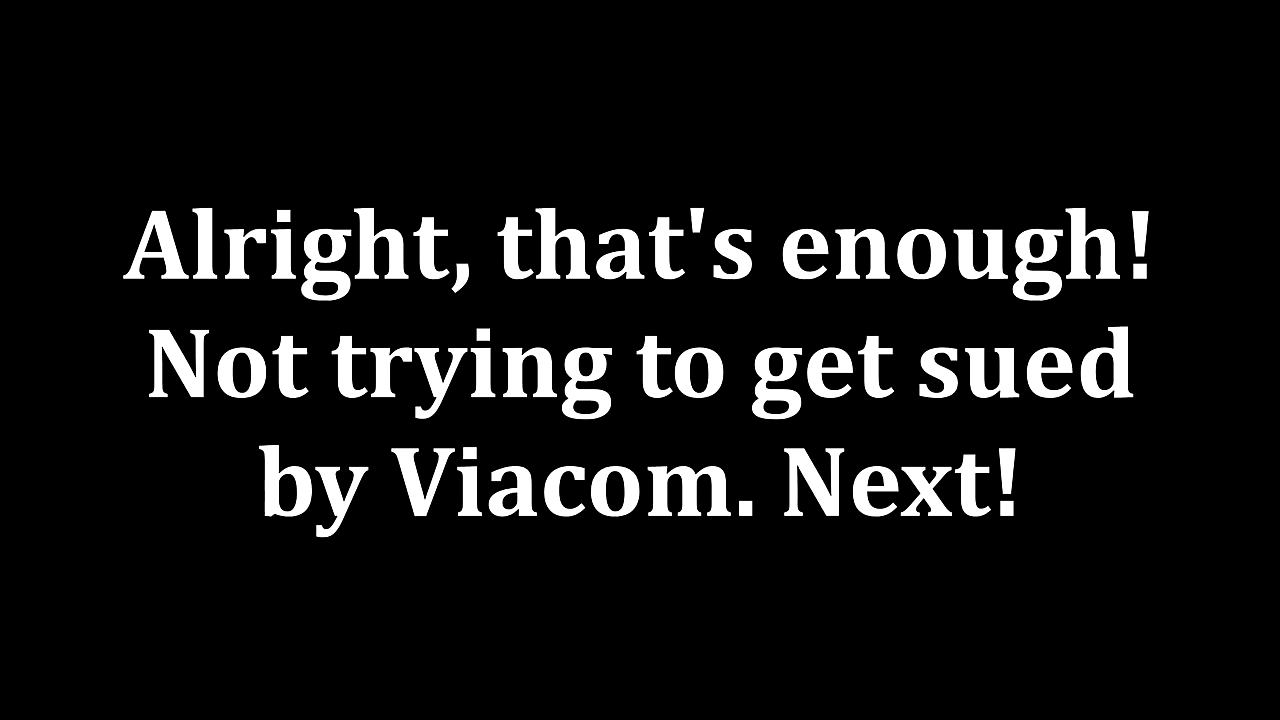 Alright, that's enough!
Not trying to get sued
by Viacom. Next!